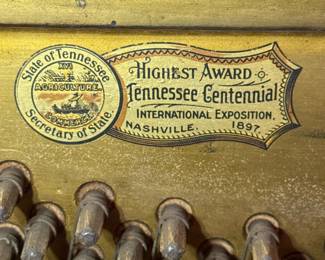 State of Tennessee
XVI
AGRICULTURE
COMMERCE
Secretary of State
HIGHEST AWARD
Tennessee Centennial
INTERNATIONAL EXPOSITION,
NASHVILLE, 1897.